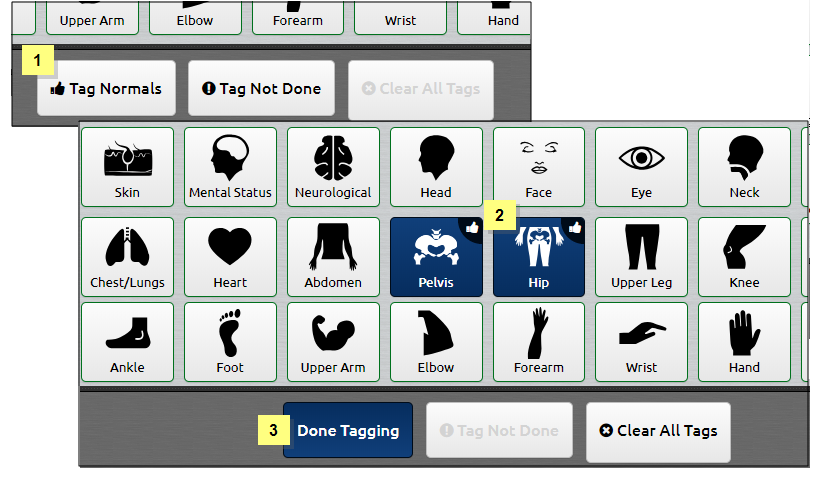 Upper Arm Elbow Forearm Wrist Hand
1
Tag Normals Tag Not Done Clear All Tags
Skin Mental Status Neurological Head Face Eye Neck
2
Chest/Lungs Heart Abdomen Pelvis Hip Upper Leg Knee
Ankle Foot Upper Arm Elbow Forearm Wrist Hand
3 Done Tagging Tag Not Done Clear All Tags